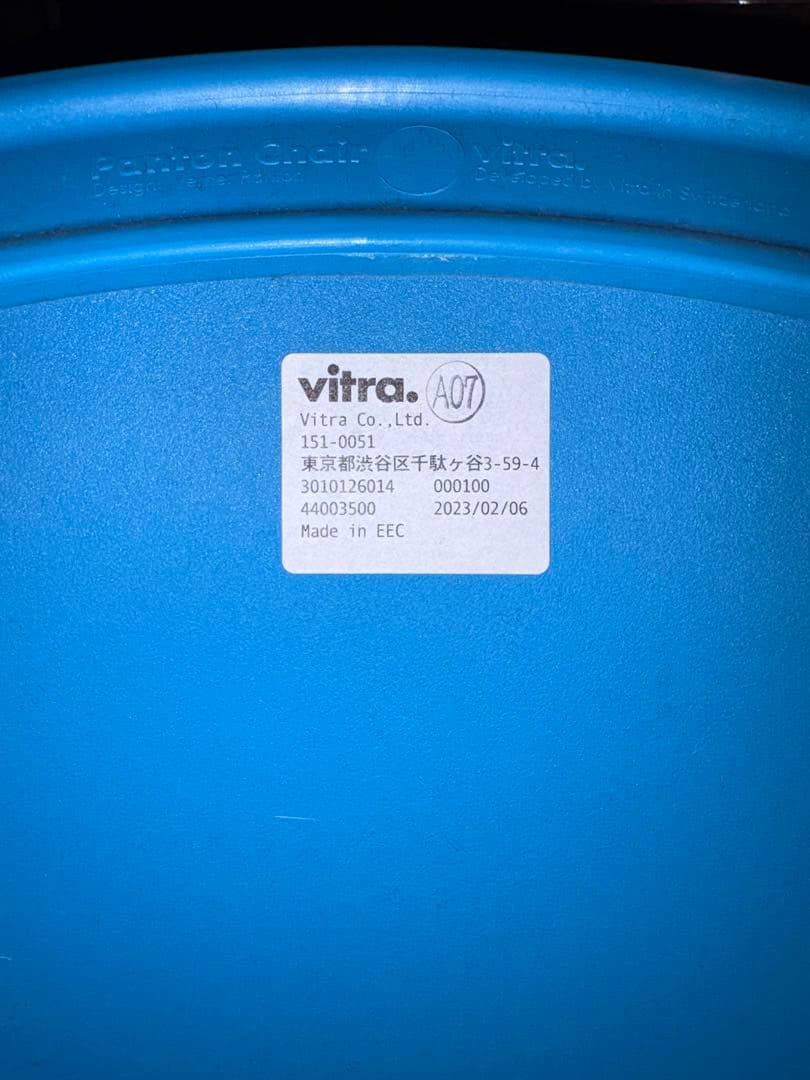 Panton Chair vitra.
Design: Verner Panton Developed by Vitra in Switzerland
vitra. A07
Vitra Co.,Ltd.
151-0051
東京都渋谷区千駄ヶ谷3-59-4
3010126014 000100
44003500 2023/02/06
Made in EEC